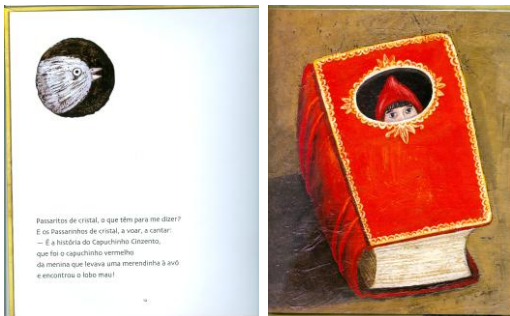 Passaritos de cristal, o que têm para me dizer?
E os Passarinhos de cristal, a voar, a cantar:
— É a história do Capuchinho Cinzento,
que foi o capuchinho vermelho
da menina que levava uma merendinha à avó
e encontrou o lobo mau!